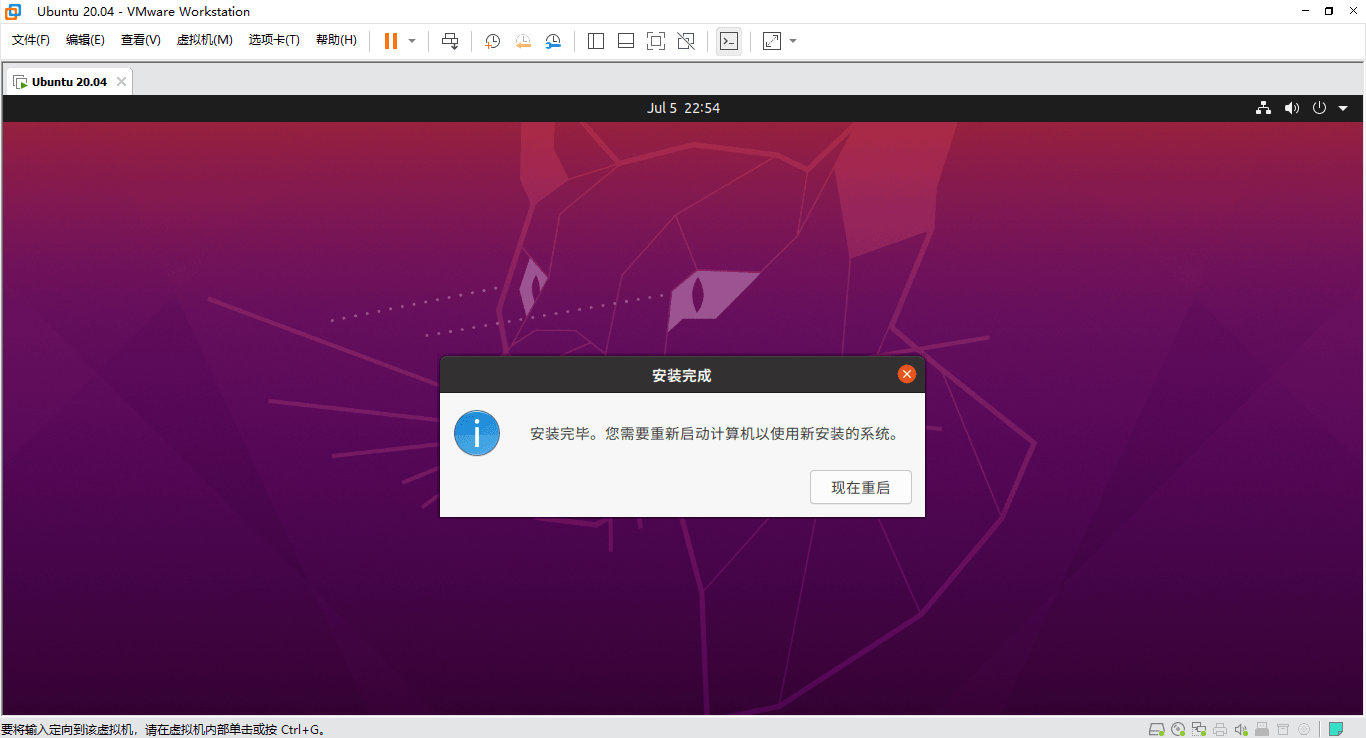 Ubuntu 20.04 - VMware Workstation
文件(F) 编辑(E) 查看(V) 虚拟机(M) 选项卡(T) 帮助(H)
Ubuntu 20.04
Jul 5 22:54
安装完成
安装完毕。您需要重新启动计算机以使用新安装的系统。
现在重启
要将输入定向到该虚拟机，请在虚拟机内部单击或按 Ctrl+G。